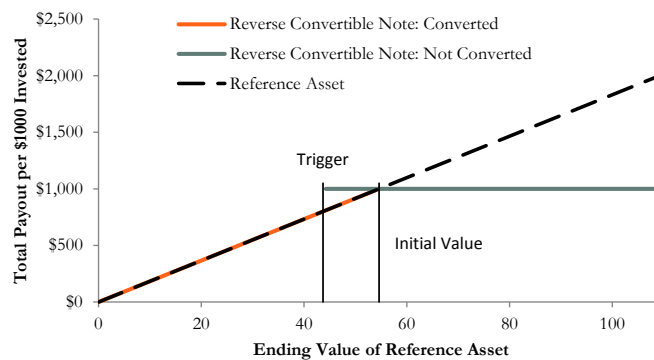 $2,500
Reverse Convertible Note: Converted
Reverse Convertible Note: Not Converted
$2,000
Reference Asset
$1,500
Trigger
$1,000
Initial Value
$500
$0
0 20 40 60 80 100
Ending Value of Reference Asset
Total Payout per $1000 Invested